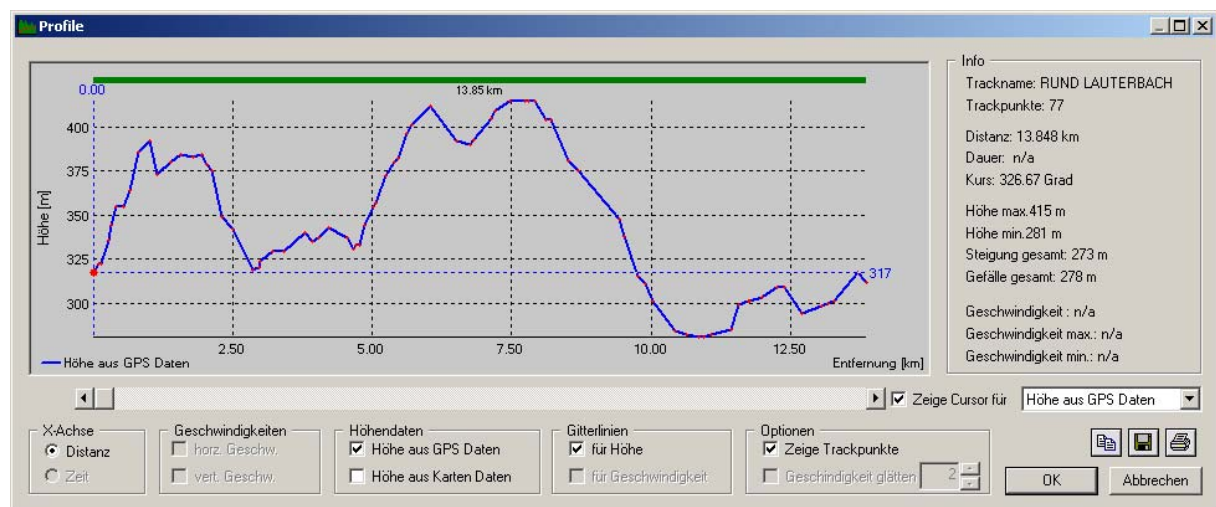 Profile
0.00
13.85 km
400
375
350
325
300
Höhe [m]
317
2.50
5.00
7.50
10.00
12.50
Höhe aus GPS Daten
Entfernung [km]
Info
Trackname: RUND LAUTERBACH
Trackpunkte: 77
Distanz: 13.848 km
Dauer: n/a
Kurs: 326.67 Grad
Höhe max.415 m
Höhe min.281 m
Steigung gesamt: 273 m
Gefälle gesamt: 278 m
Geschwindigkeit : n/a
Geschwindigkeit max.: n/a
Geschwindigkeit min.: n/a
Zeige Cursor für
Höhe aus GPS Daten
X-Achse
Distanz
Zeit
Geschwindigkeiten
horz. Geschw.
vert. Geschw.
Höhendaten
Höhe aus GPS Daten
Höhe aus Karten Daten
Gitterlinien
für Höhe
für Geschwindigkeit
Optionen
Zeige Trackpunkte
Geschindigkeit glätten
2
OK
Abbrechen